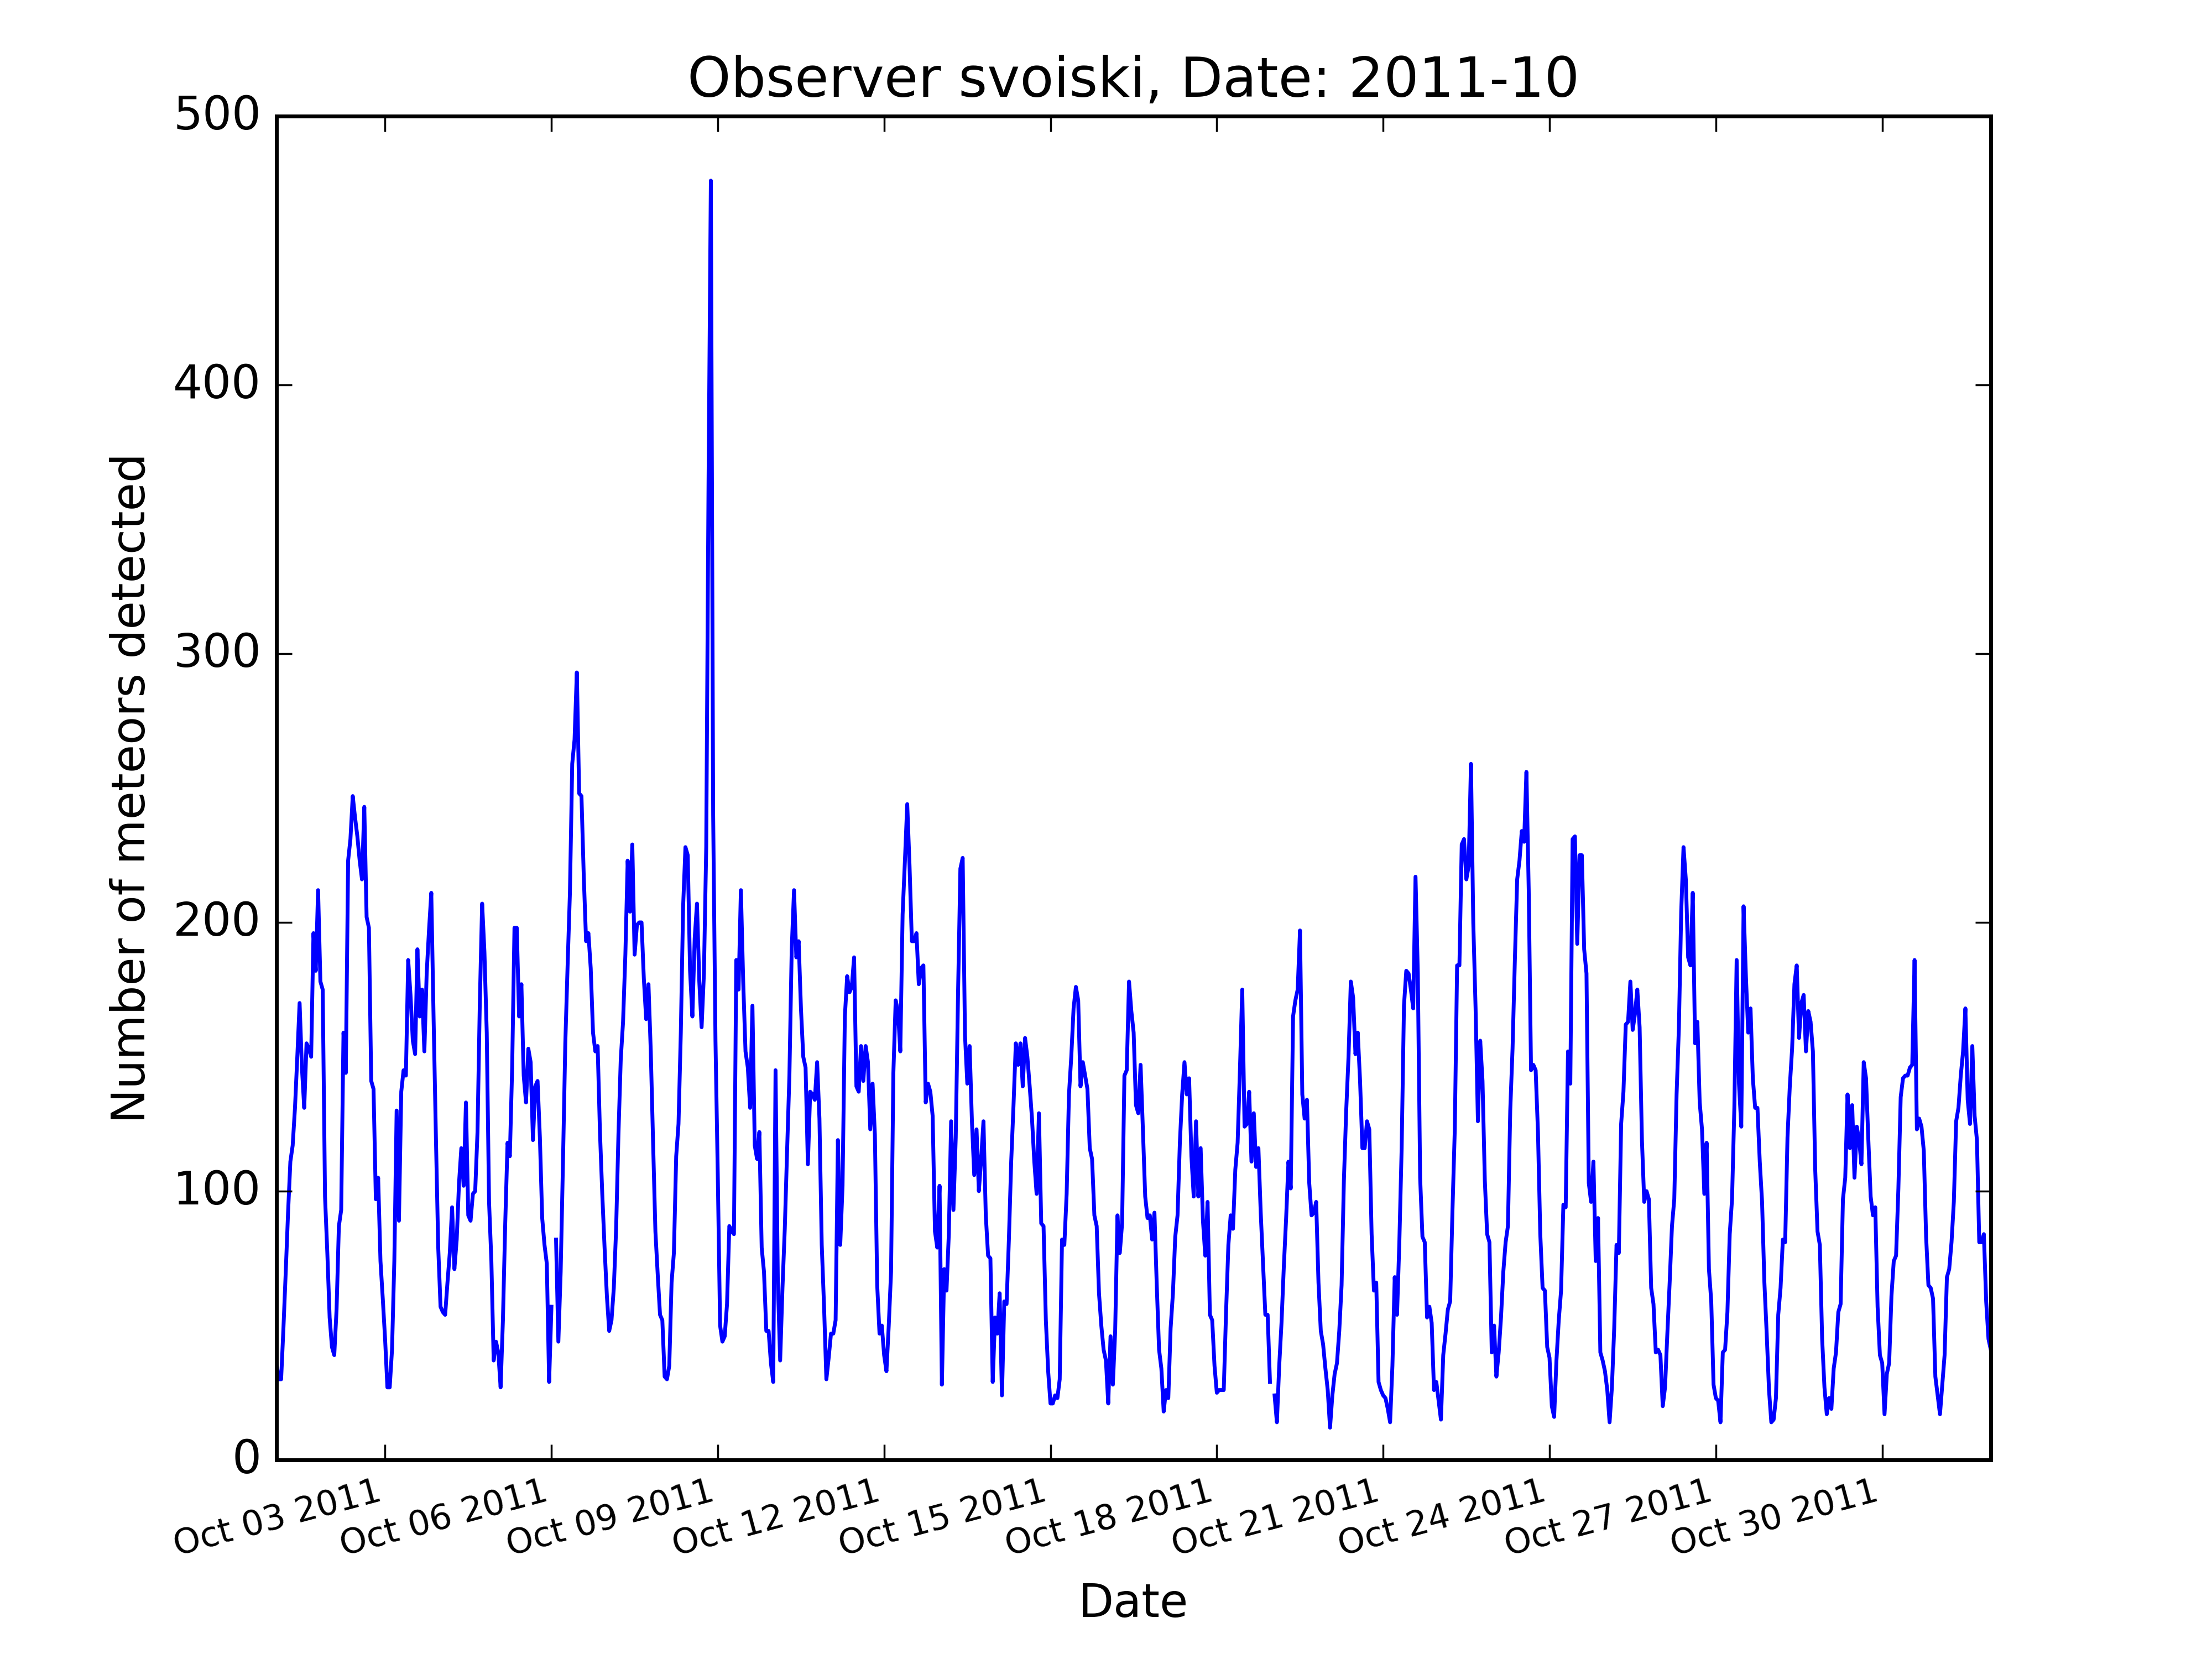 Observer svoiski, Date: 2011-10
500
400
300
200
100
0
Number of meteors detected
Oct 03 2011
Oct 06 2011
Oct 09 2011
Oct 12 2011
Oct 15 2011
Oct 18 2011
Oct 21 2011
Oct 24 2011
Oct 27 2011
Oct 30 2011
Date